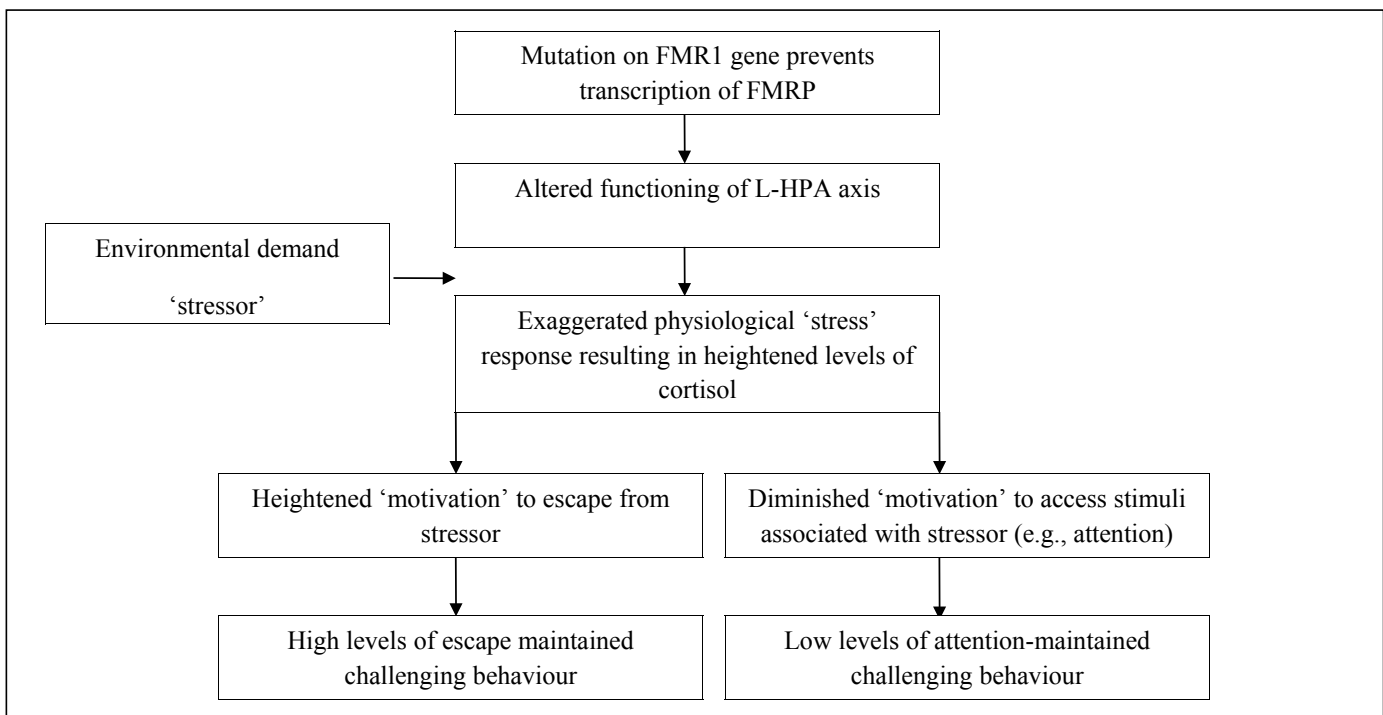 Mutation on FMR1 gene prevents
transcription of FMRP
Altered functioning of L-HPA axis
Environmental demand
‘stressor’
Exaggerated physiological ‘stress’
response resulting in heightened levels of
cortisol
Heightened ‘motivation’ to escape from
stressor
Diminished ‘motivation’ to access stimuli
associated with stressor (e.g., attention)
High levels of escape maintained
challenging behaviour
Low levels of attention-maintained
challenging behaviour